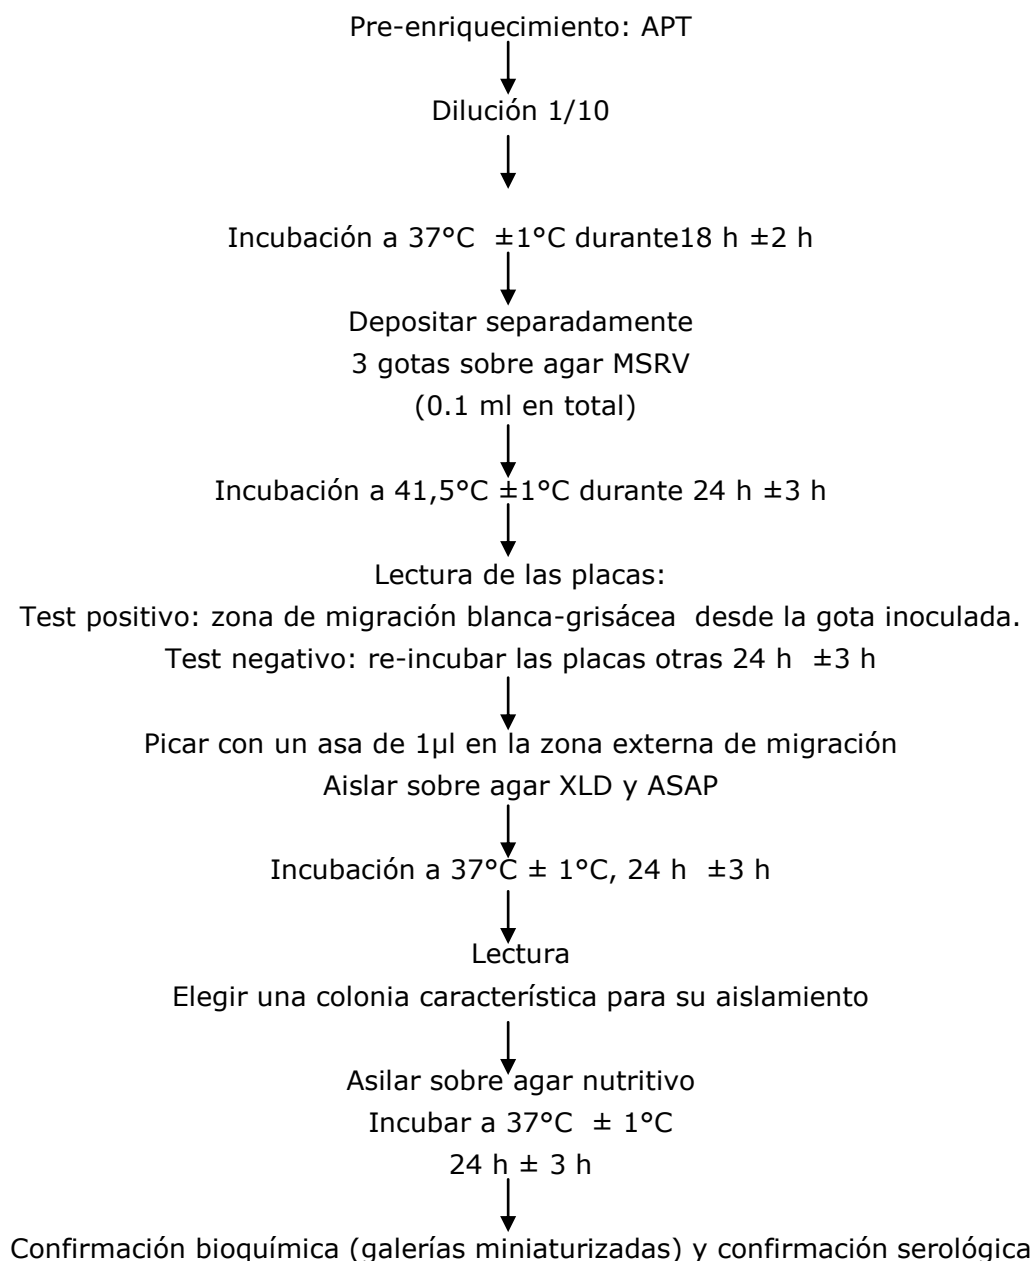 Pre-enriquecimiento: APT
Dilución 1/10
Incubación a 37°C ±1°C durante18 h ±2 h
Depositar separadamente
3 gotas sobre agar MSRV
(0.1 ml en total)
Incubación a 41,5°C ±1°C durante 24 h ±3 h
Lectura de las placas:
Test positivo: zona de migración blanca-grisácea desde la gota inoculada.
Test negativo: re-incubar las placas otras 24 h ±3 h
Picar con un asa de 1µl en la zona externa de migración
Aislar sobre agar XLD y ASAP
Incubación a 37°C ± 1°C, 24 h ±3 h
Lectura
Elegir una colonia característica para su aislamiento
Asilar sobre agar nutritivo
Incubar a 37°C ± 1°C
24 h ± 3 h
Confirmación bioquímica (galerías miniaturizadas) y confirmación serológica